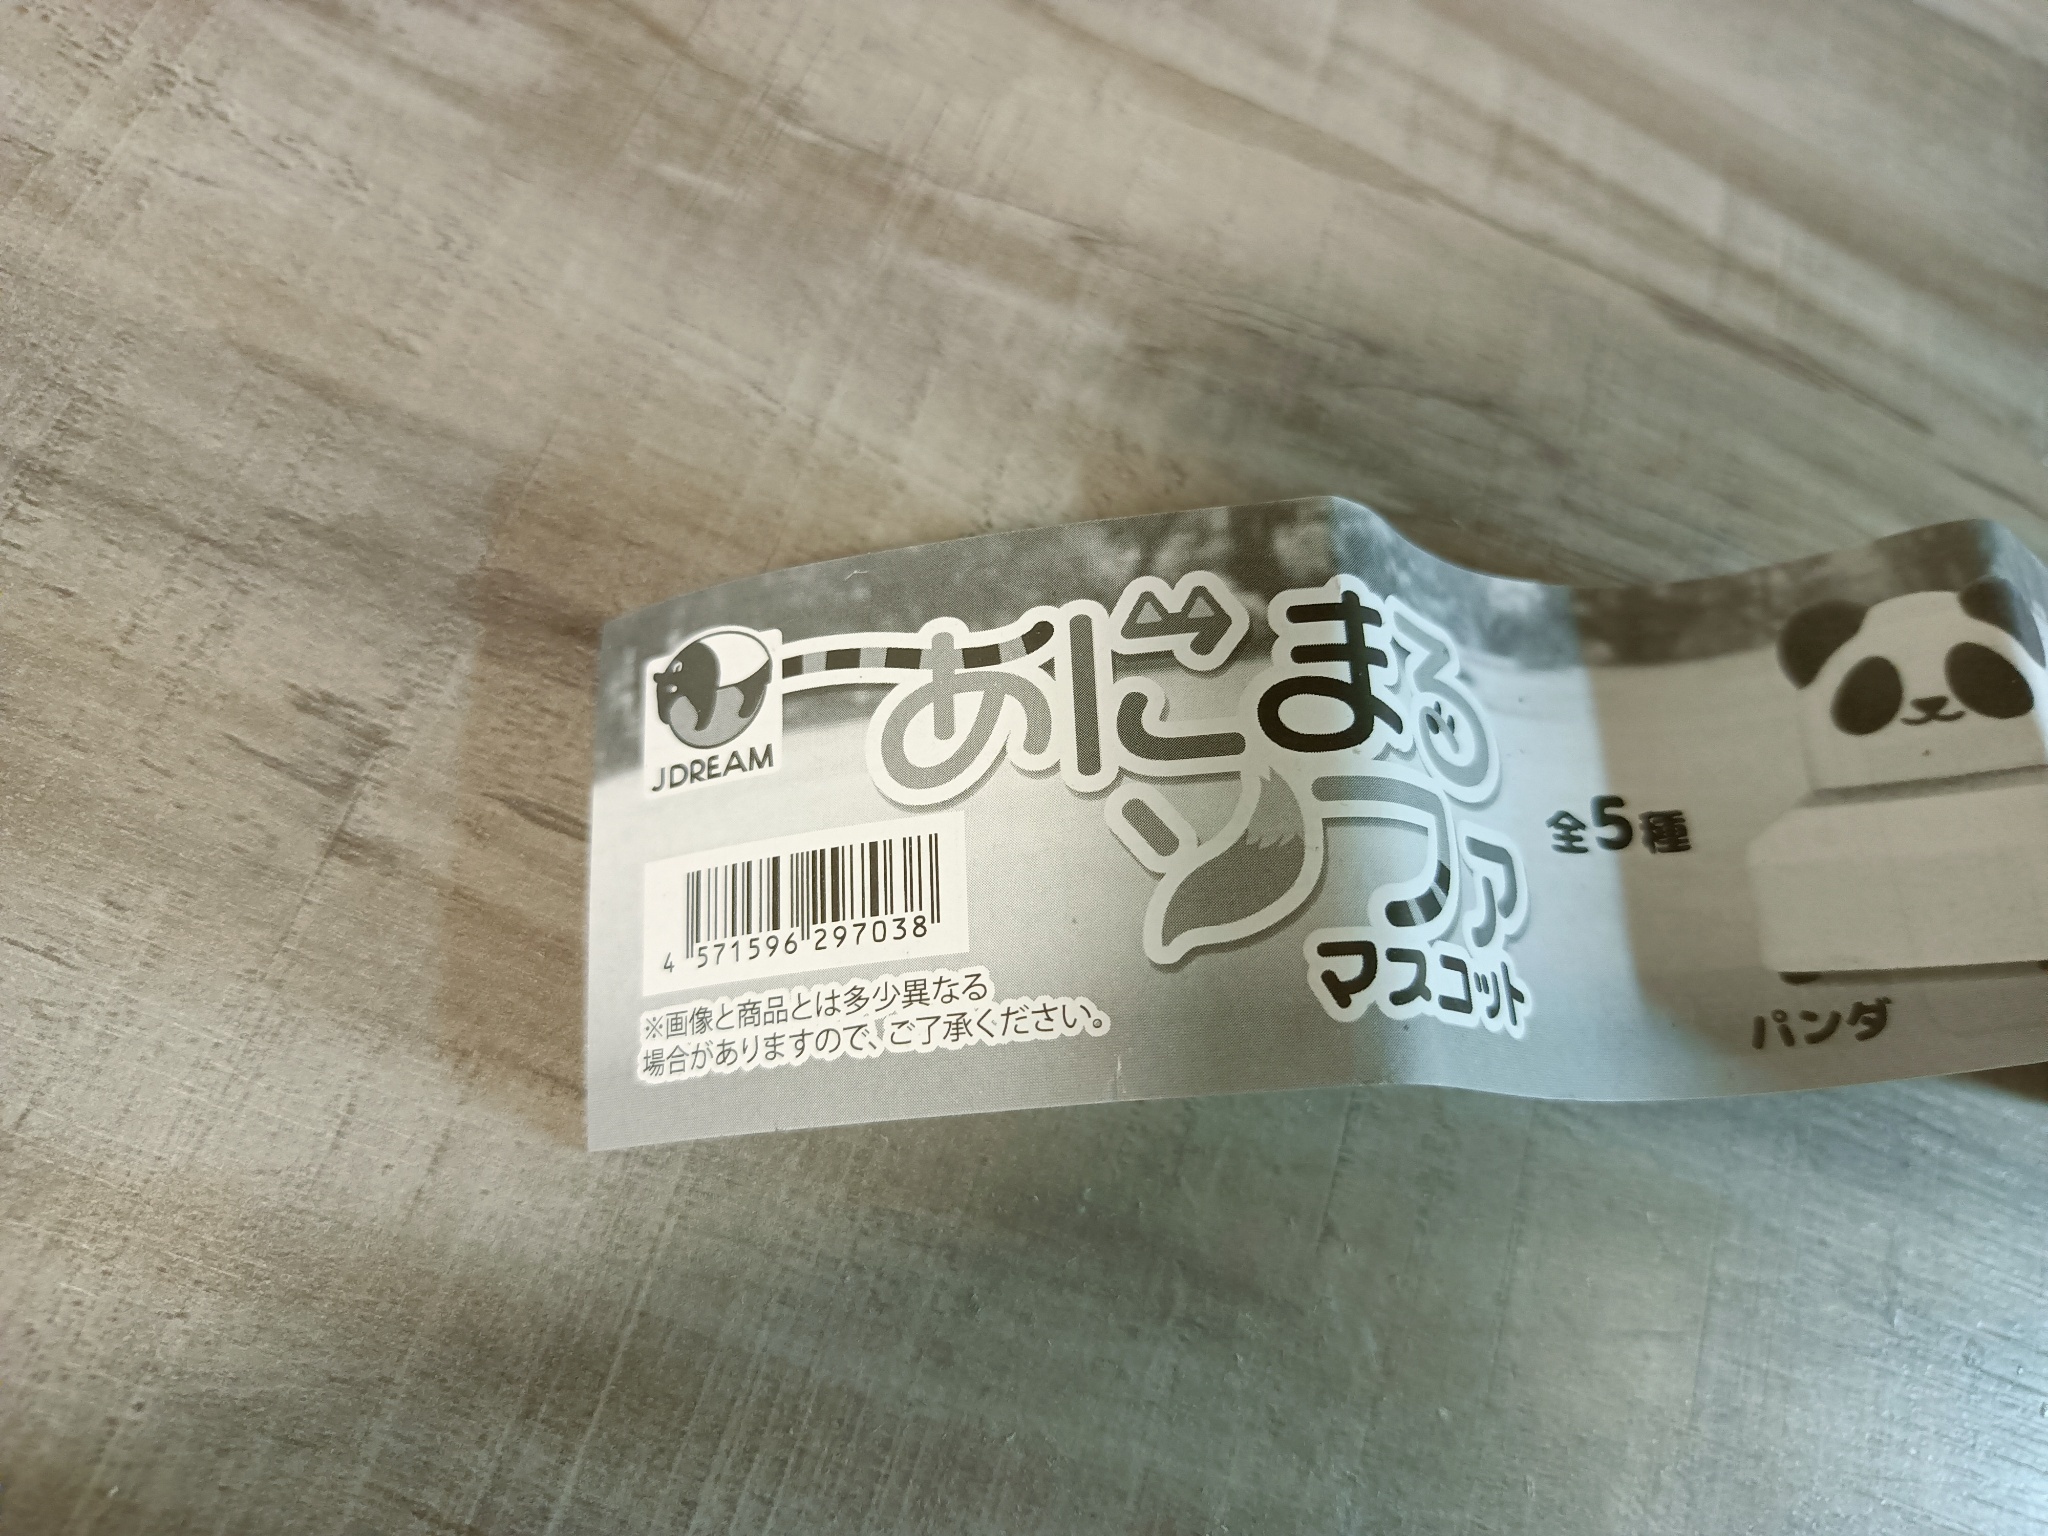 JDREAM
あにまる
ソファ
マスコット
全5種
4 571596 297038
※画像と商品とは多少異なる
場合がありますので、ご了承ください。
パンダ